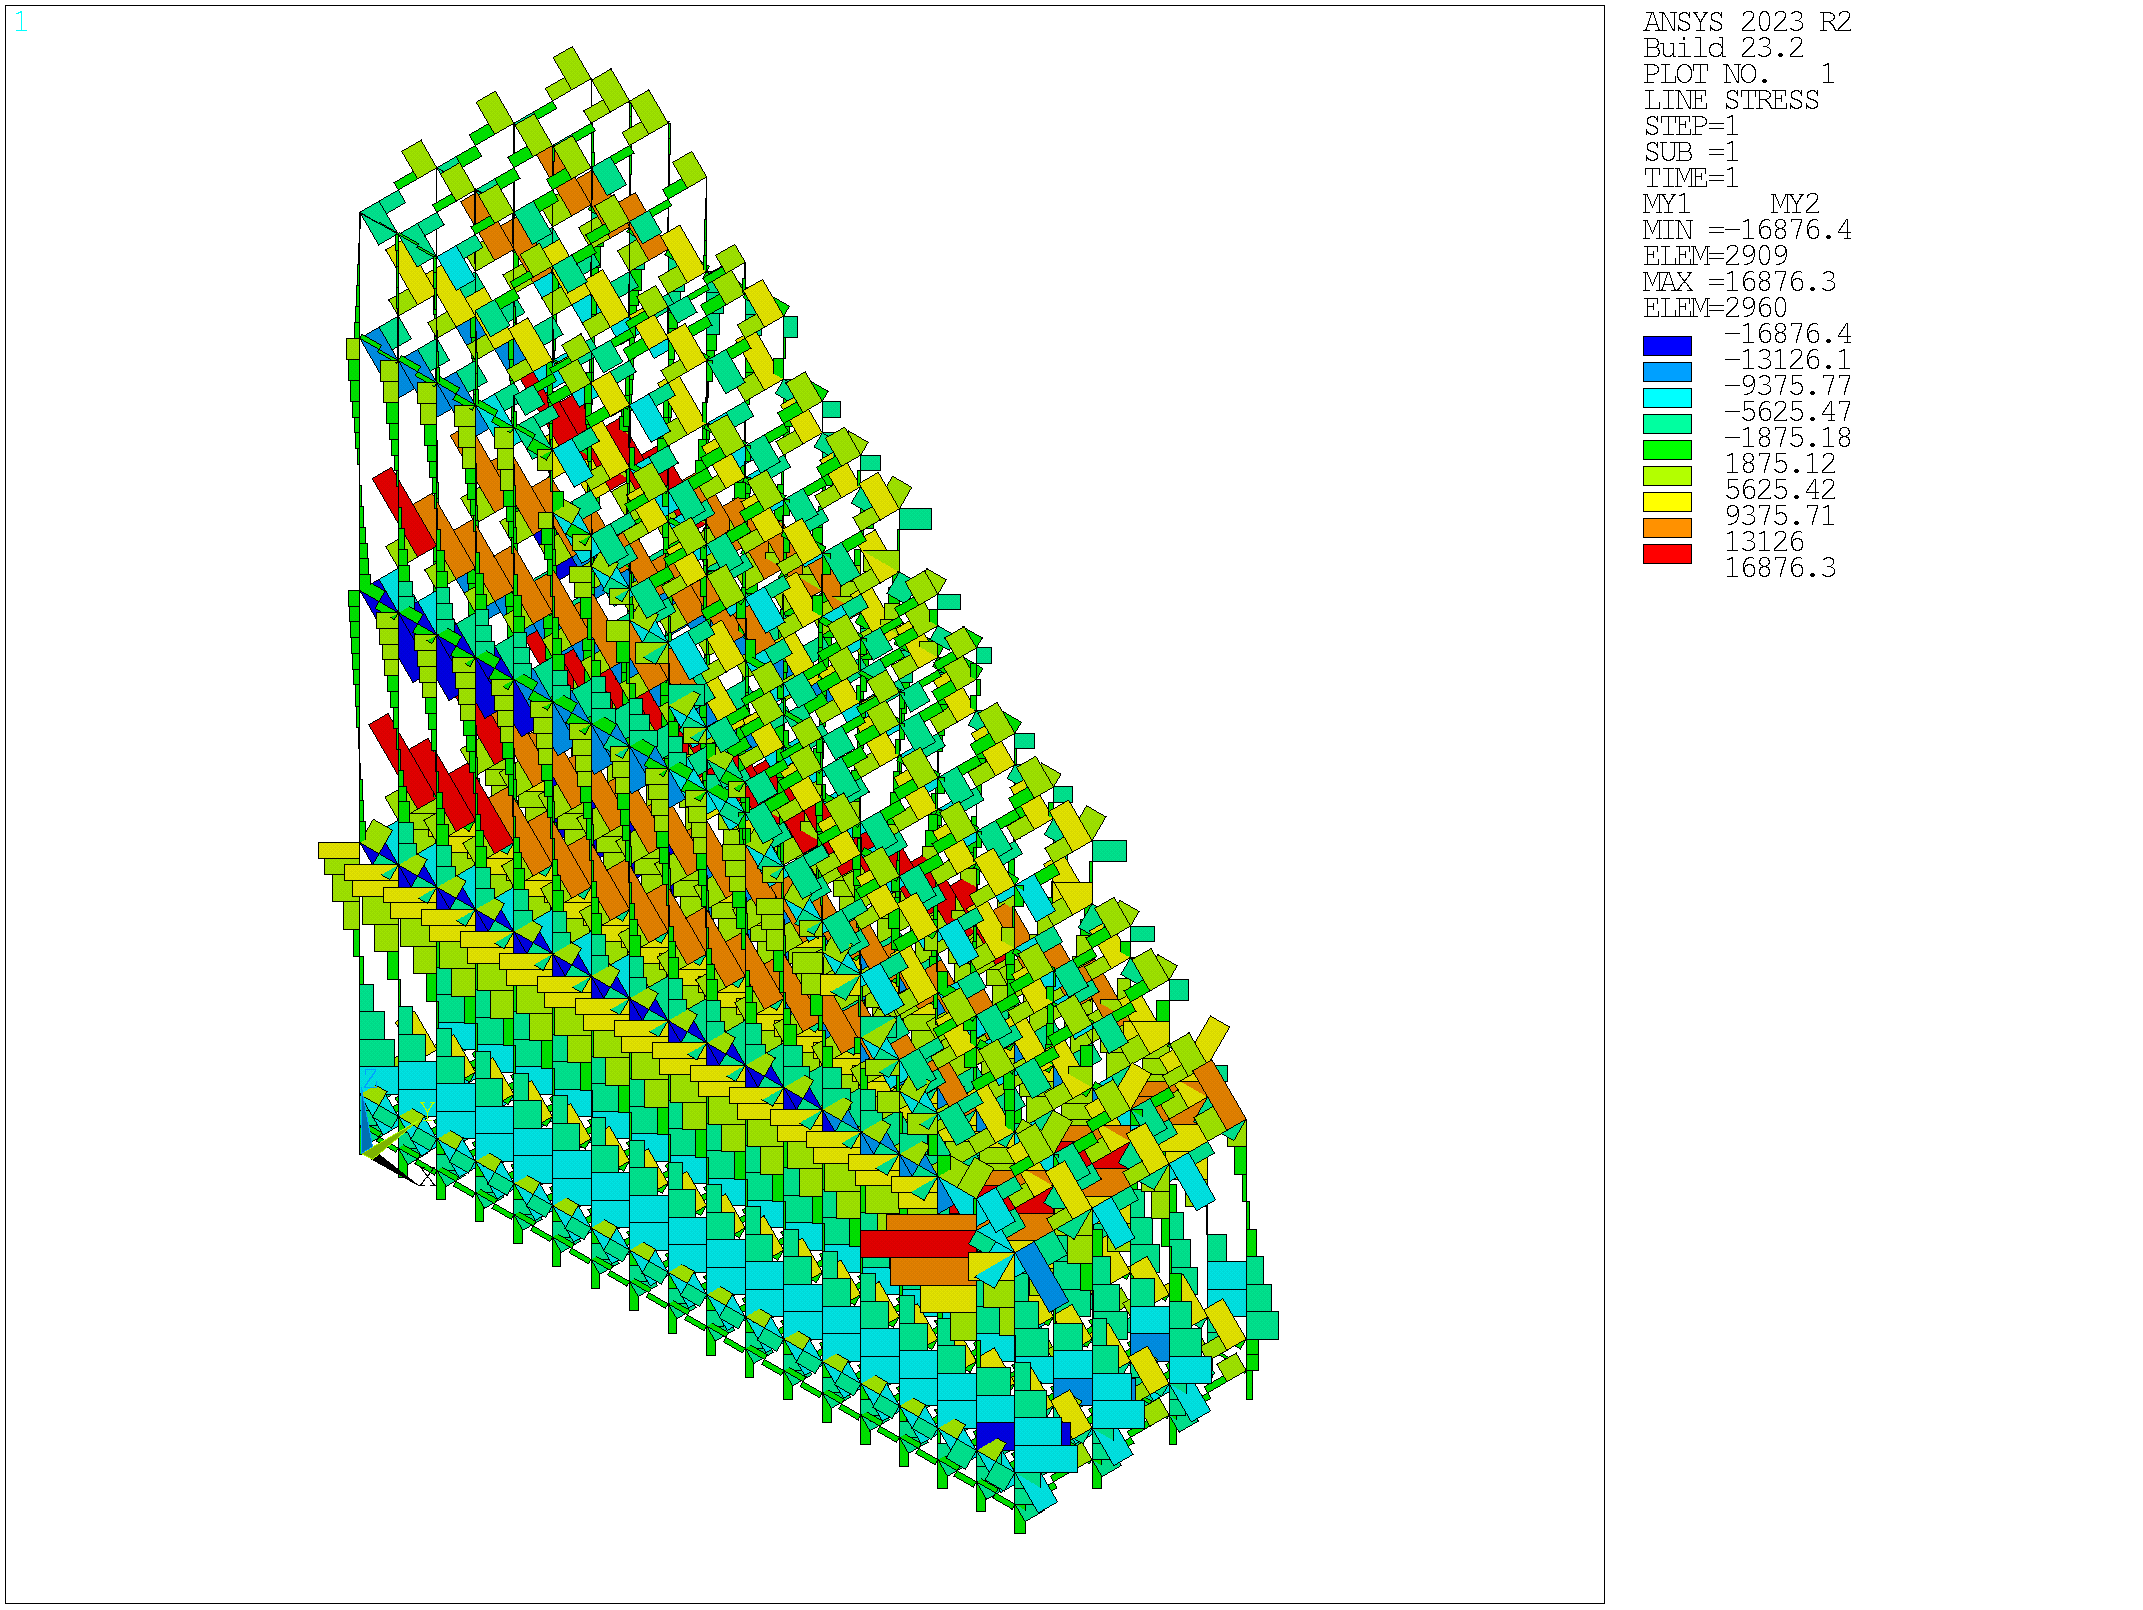 1
ANSYS 2023 R2
Build 23.2
PLOT NO. 1
LINE STRESS
STEP=1
SUB =1
TIME=1
MY1 MY2
MIN =-16876.4
ELEM=2909
MAX =16876.3
ELEM=2960
-16876.4
-13126.1
-9375.77
-5625.47
-1875.18
1875.12
5625.42
9375.71
13126
16876.3
Z
Y
X